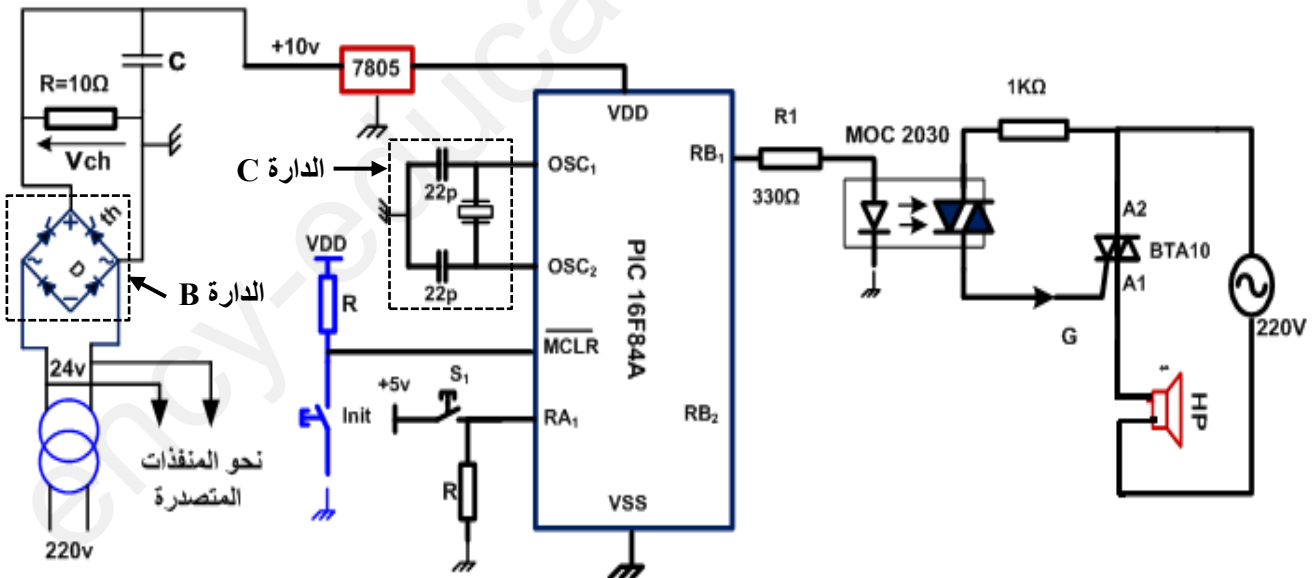 +10v
7805
C
R=10Ω
Vch
VDD
R1
1KΩ
MOC 2030
RB₁
330Ω
الدارة C
OSC₁
22p
th
D
A2
BTA10
A1
VDD
PIC 16F84A
OSC₂
22p
الدارة B
R
G
220V
MCLR
24v
S₁
+5v
Init
RA₁
RB₂
HP
نحو المنفذات
المتصدرة
R
VSS
220v
ency-educa